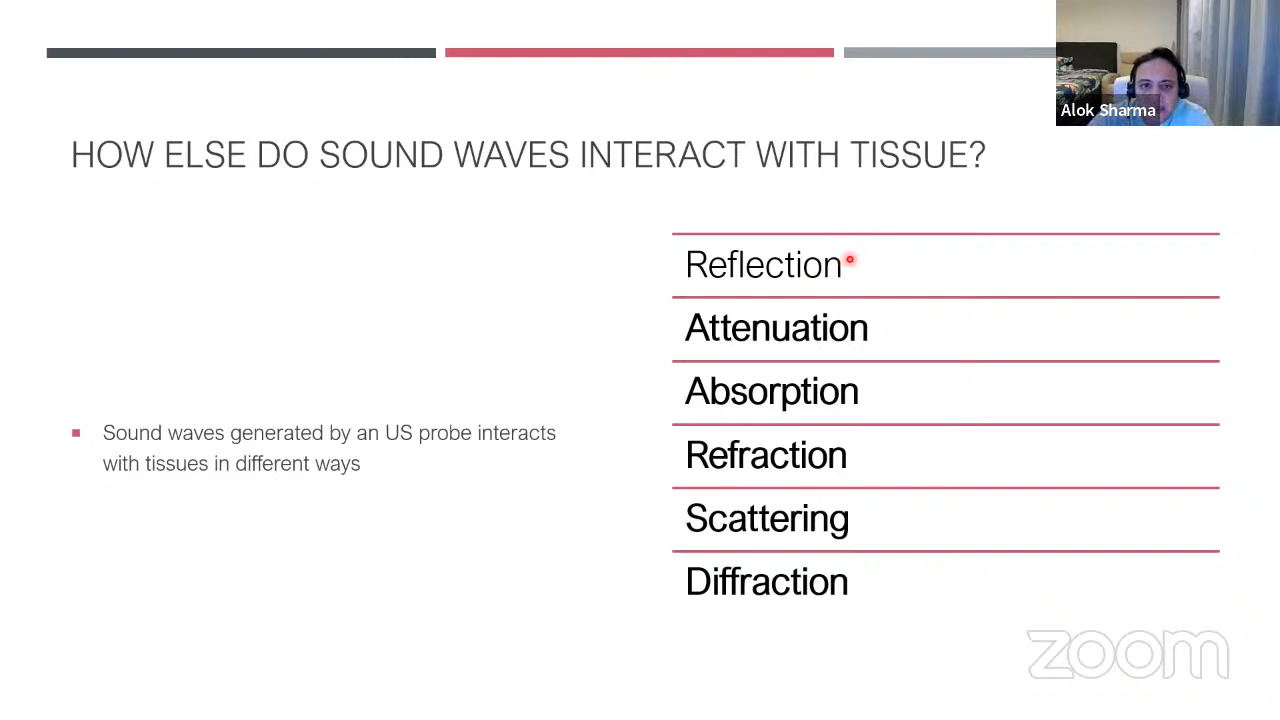 Alok Sharma
HOW ELSE DO SOUND WAVES INTERACT WITH TISSUE?
Sound waves generated by an US probe interacts
with tissues in different ways
Reflection
Attenuation
Absorption
Refraction
Scattering
Diffraction
zoom